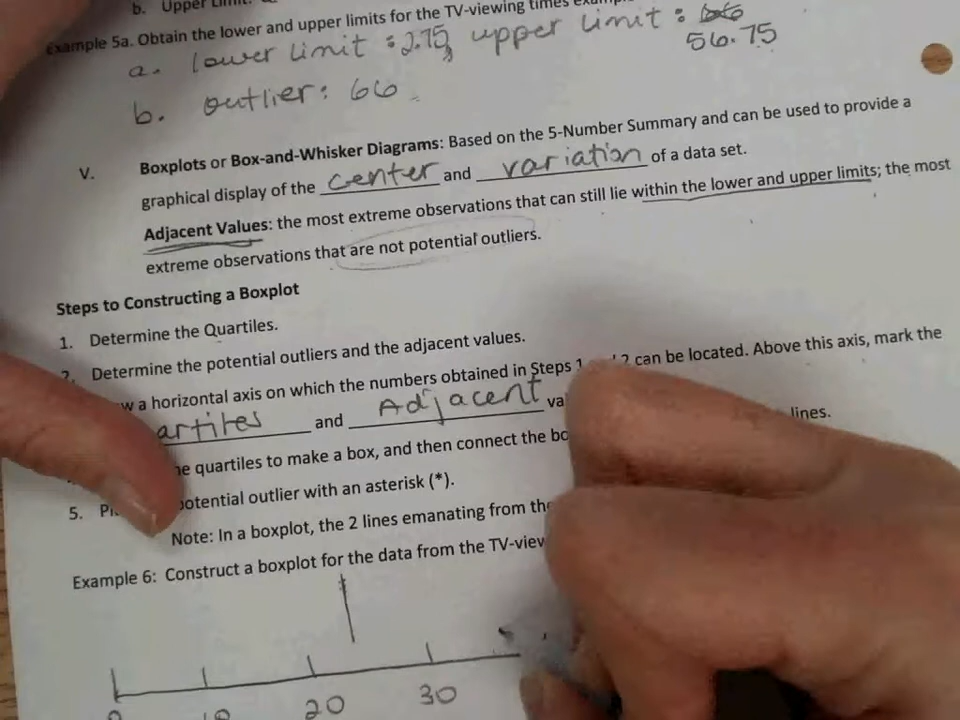 b. Upper Limit:
Example 5a. Obtain the lower and upper limits for the TV-viewing times
a. lower limit : 2.75, upper limit : 66
56.75
b. outlier: 66
V. Boxplots or Box-and-Whisker Diagrams: Based on the 5-Number Summary and can be used to provide a
graphical display of the center and variation of a data set.
Adjacent Values: the most extreme observations that can still lie within the lower and upper limits; the most
extreme observations that are not potential outliers.
Steps to Constructing a Boxplot
1. Determine the Quartiles.
2. Determine the potential outliers and the adjacent values.
w a horizontal axis on which the numbers obtained in Steps 1 2 can be located. Above this axis, mark the
artiles and Adjacent va lines.
he quartiles to make a box, and then connect the bo
5. potential outlier with an asterisk (*).
Note: In a boxplot, the 2 lines emanating from the
Example 6: Construct a boxplot for the data from the TV-view
0 10 20 30